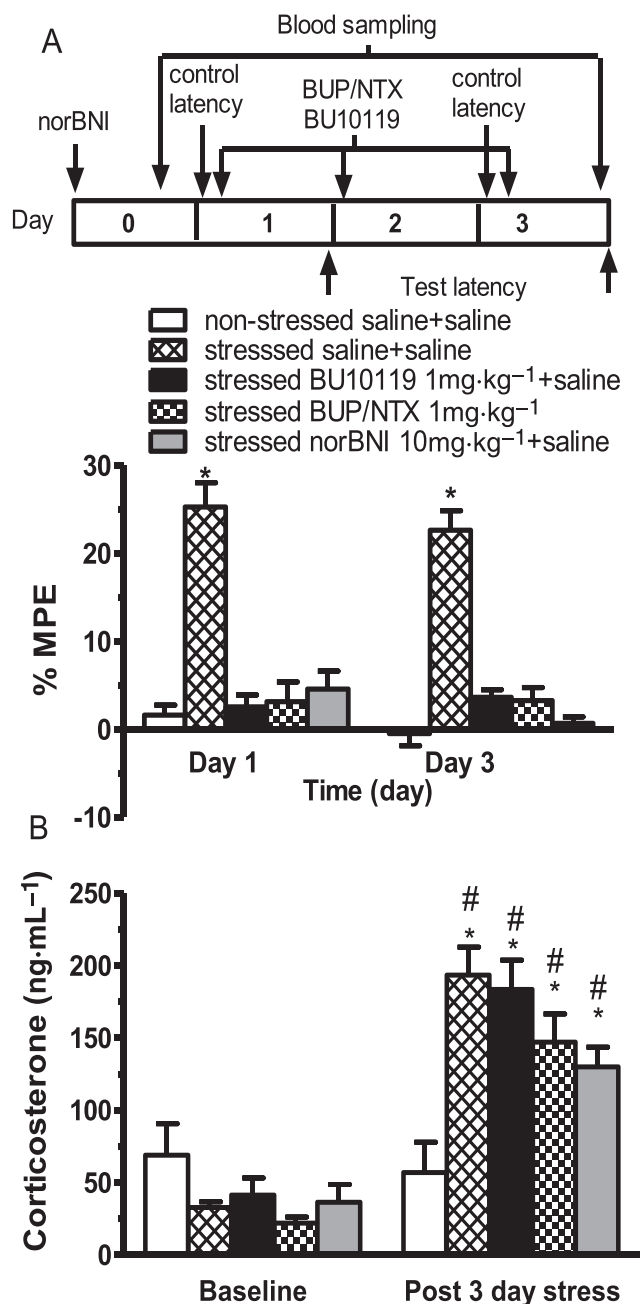 A
Blood sampling
control
latency
BUP/NTX
BU10119
control
latency
norBNI
Day 0 1 2 3
Test latency
non-stressed saline+saline
stresssed saline+saline
stressed BU10119 1mg·kg⁻¹+saline
stressed BUP/NTX 1mg·kg⁻¹
stressed norBNI 10mg·kg⁻¹+saline
% MPE
30
20
10
0
-10
* *
Day 1 Day 3
Time (day)
B
Corticosterone (ng·mL⁻¹)
250
200
150
100
50
0
# # # #
* * * *
Baseline Post 3 day stress